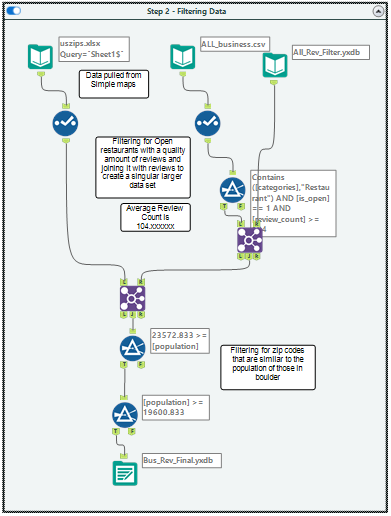 Step 2 - Filtering Data
uszips.xlsx
Query=`Sheet1$`
ALL_business.csv
All_Rev_Filter.yxdb
Data pulled from
Simple maps
Filtering for Open
restaurants with a quality
amount of reviews and
joining it with reviews to
create a singular larger
data set
Average Review
Count is
104.xxxxxx
Contains
([categories],"Restau
rant") AND [is_open]
== 1 AND
[review_count] >=
T F
L R
L J R
L R
L J R
23572.833 >=
[population]
T F
Filtering for zip codes
that are similar to the
population of those in
boulder
[population] >=
19600.833
T F
Bus_Rev_Final.yxdb